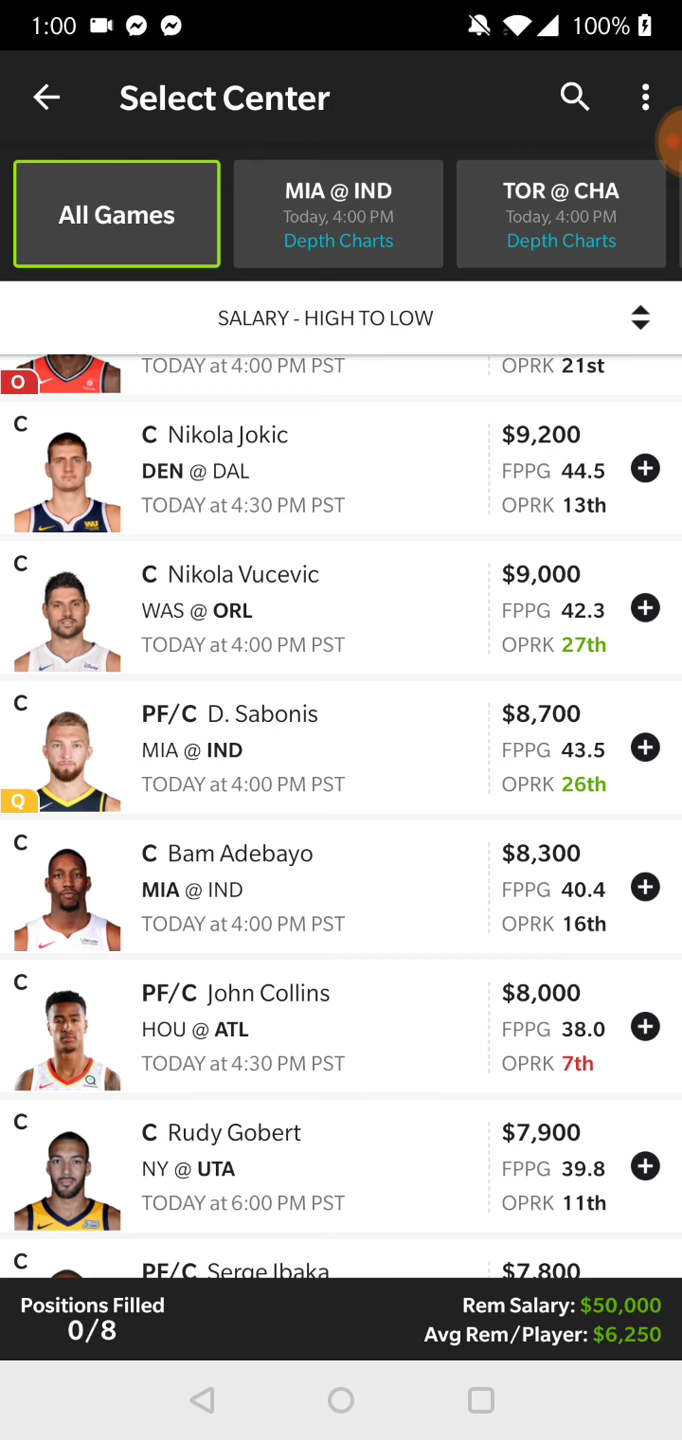 1:00 100%
Select Center
All Games
MIA @ IND
Today, 4:00 PM
Depth Charts
TOR @ CHA
Today, 4:00 PM
Depth Charts
SALARY - HIGH TO LOW
O
TODAY at 4:00 PM PST
OPRK 21st
C
C Nikola Jokic
DEN @ DAL
TODAY at 4:30 PM PST
$9,200
FPPG 44.5
OPRK 13th
C
C Nikola Vucevic
WAS @ ORL
TODAY at 4:00 PM PST
$9,000
FPPG 42.3
OPRK 27th
C
Q
PF/C D. Sabonis
MIA @ IND
TODAY at 4:00 PM PST
$8,700
FPPG 43.5
OPRK 26th
C
C Bam Adebayo
MIA @ IND
TODAY at 4:00 PM PST
$8,300
FPPG 40.4
OPRK 16th
C
PF/C John Collins
HOU @ ATL
TODAY at 4:30 PM PST
$8,000
FPPG 38.0
OPRK 7th
C
C Rudy Gobert
NY @ UTA
TODAY at 6:00 PM PST
$7,900
FPPG 39.8
OPRK 11th
C
PF/C Serge Ibaka
$7,800
Positions Filled
0/8
Rem Salary: $50,000
Avg Rem/Player: $6,250